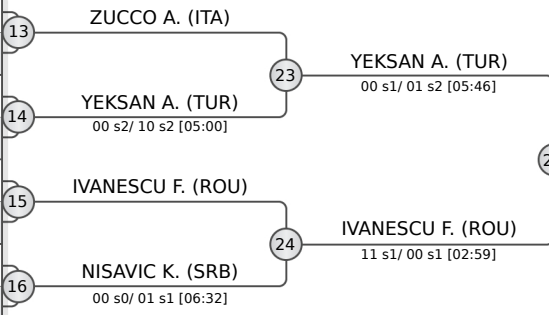 ZUCCO A. (ITA)
13
23
YEKSAN A. (TUR)
00 s1/ 01 s2 [05:46]
YEKSAN A. (TUR)
14
00 s2/ 10 s2 [05:00]
IVANESCU F. (ROU)
15
24
IVANESCU F. (ROU)
11 s1/ 00 s1 [02:59]
NISAVIC K. (SRB)
16
00 s0/ 01 s1 [06:32]